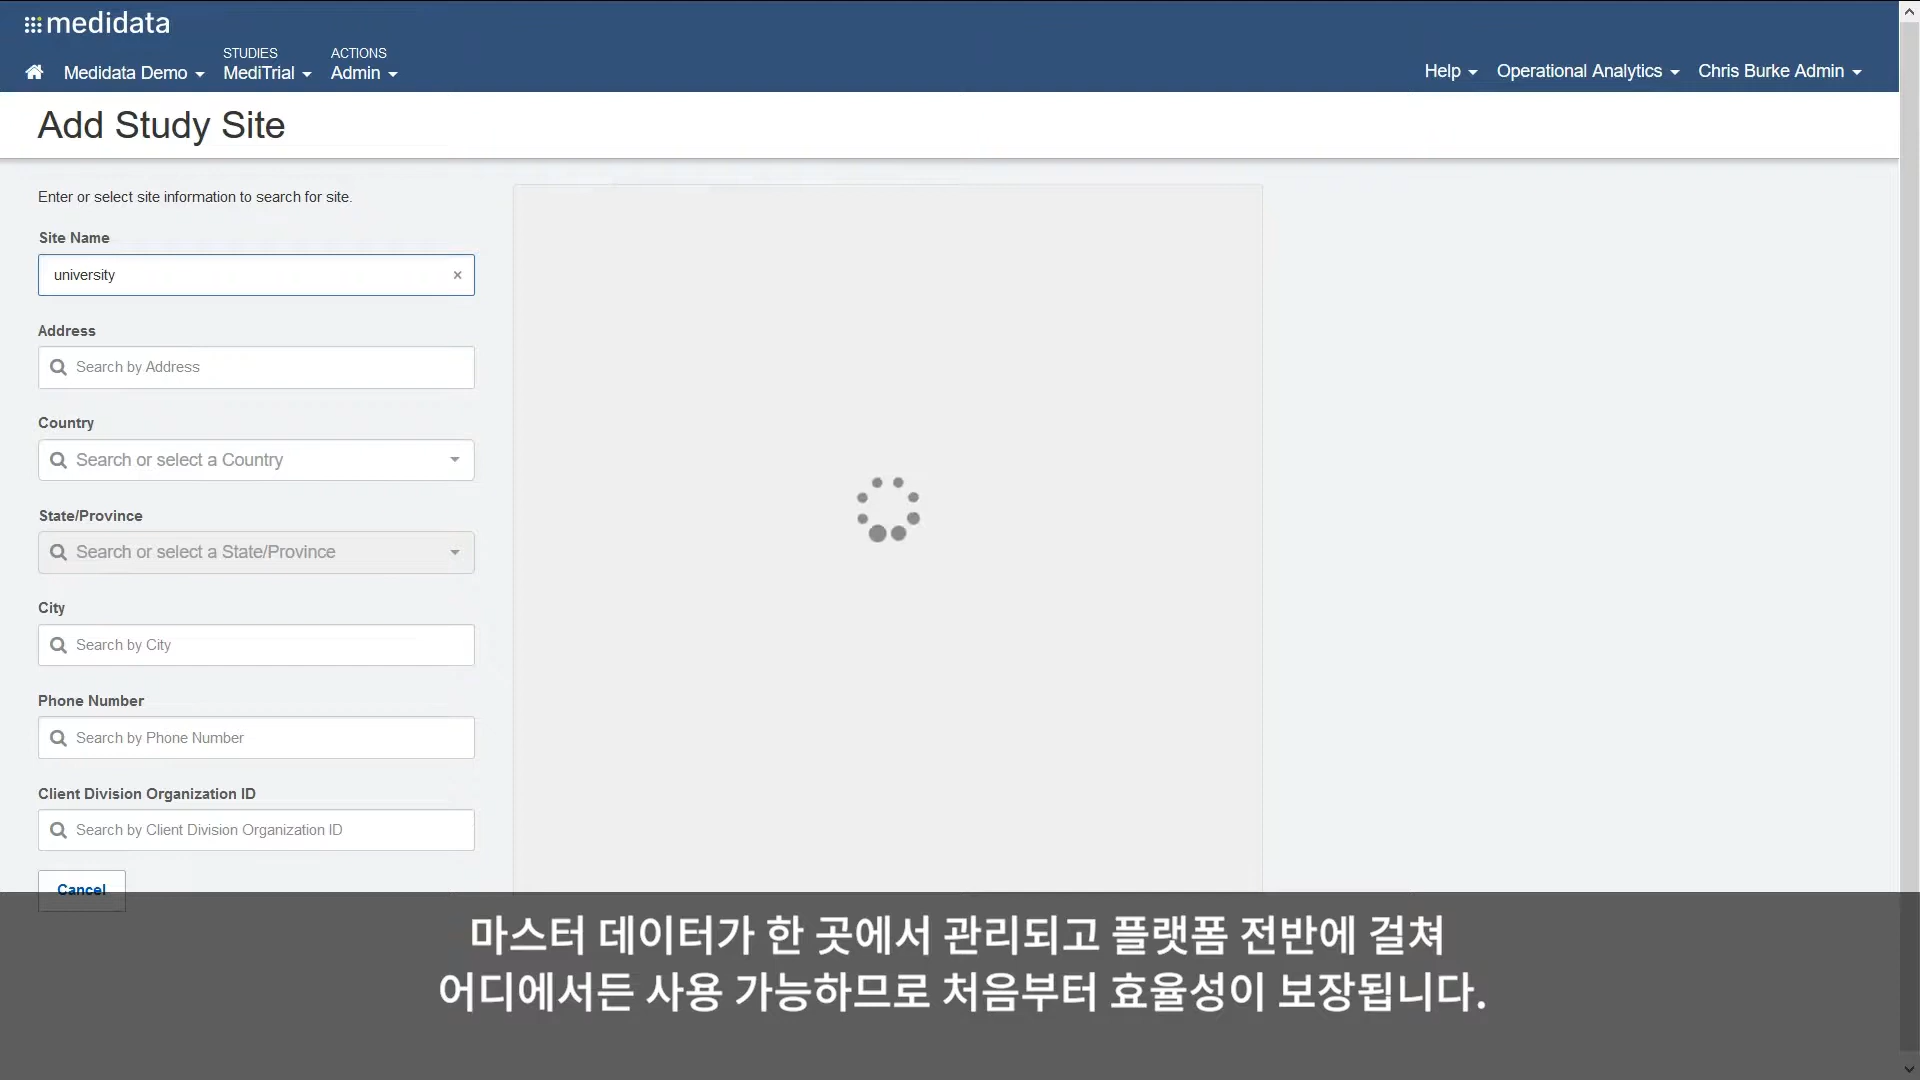 medidata
STUDIES
ACTIONS
Medidata Demo
MediTrial
Admin
Help
Operational Analytics
Chris Burke Admin
Add Study Site
Enter or select site information to search for site.
Site Name
university
×
Address
Search by Address
Country
Search or select a Country
State/Province
Search or select a State/Province
City
Search by City
Phone Number
Search by Phone Number
Client Division Organization ID
Search by Client Division Organization ID
Cancel
마스터 데이터가 한 곳에서 관리되고 플랫폼 전반에 걸쳐
어디에서든 사용 가능하므로 처음부터 효율성이 보장됩니다.